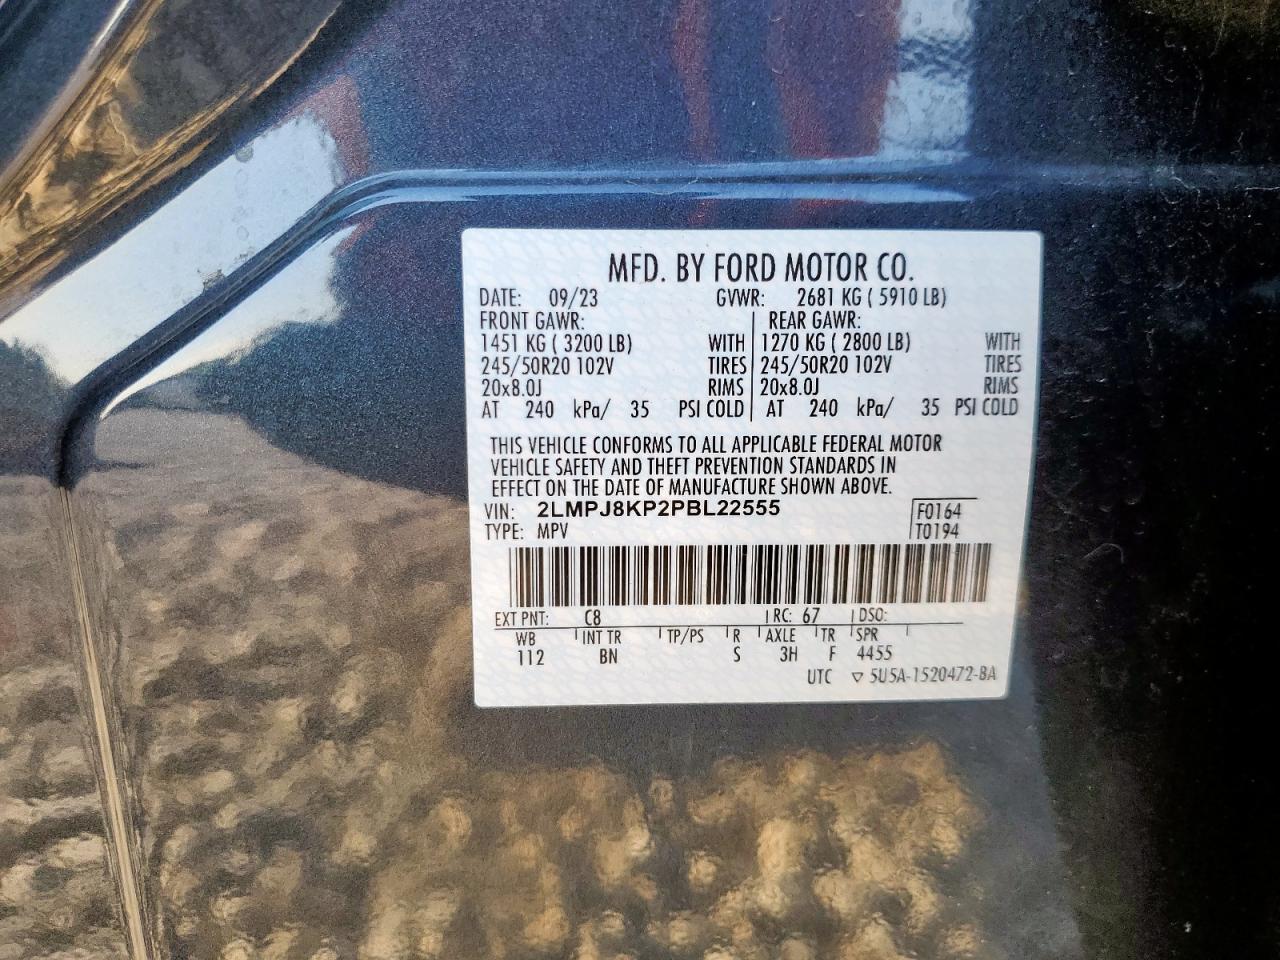 MFD. BY FORD MOTOR CO.
DATE: 09/23 GVWR: 2681 KG ( 5910 LB)
FRONT GAWR: REAR GAWR:
1451 KG ( 3200 LB) WITH 1270 KG ( 2800 LB) WITH
245/50R20 102V TIRES 245/50R20 102V TIRES
20x8.0J RIMS 20x8.0J RIMS
AT 240 kPa/ 35 PSI COLD AT 240 kPa/ 35 PSI COLD
THIS VEHICLE CONFORMS TO ALL APPLICABLE FEDERAL MOTOR
VEHICLE SAFETY AND THEFT PREVENTION STANDARDS IN
EFFECT ON THE DATE OF MANUFACTURE SHOWN ABOVE.
VIN: 2LMPJ8KP2PBL22555 F0164
TYPE: MPV T0194
EXT PNT: C8 RC: 67 DSO:
WB INT TR TP/PS R AXLE TR SPR
112 BN S 3H F 4455
UTC ▽ 5U5A-1520472-BA